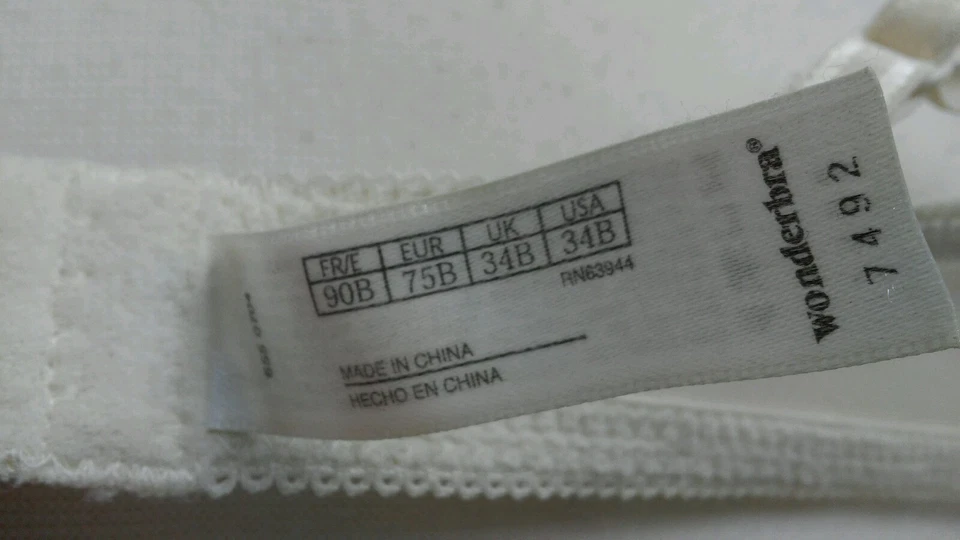 FR/E EUR UK USA
90B 75B 34B 34B
RN63944
MADE IN CHINA
HECHO EN CHINA
wonderbra®
7492